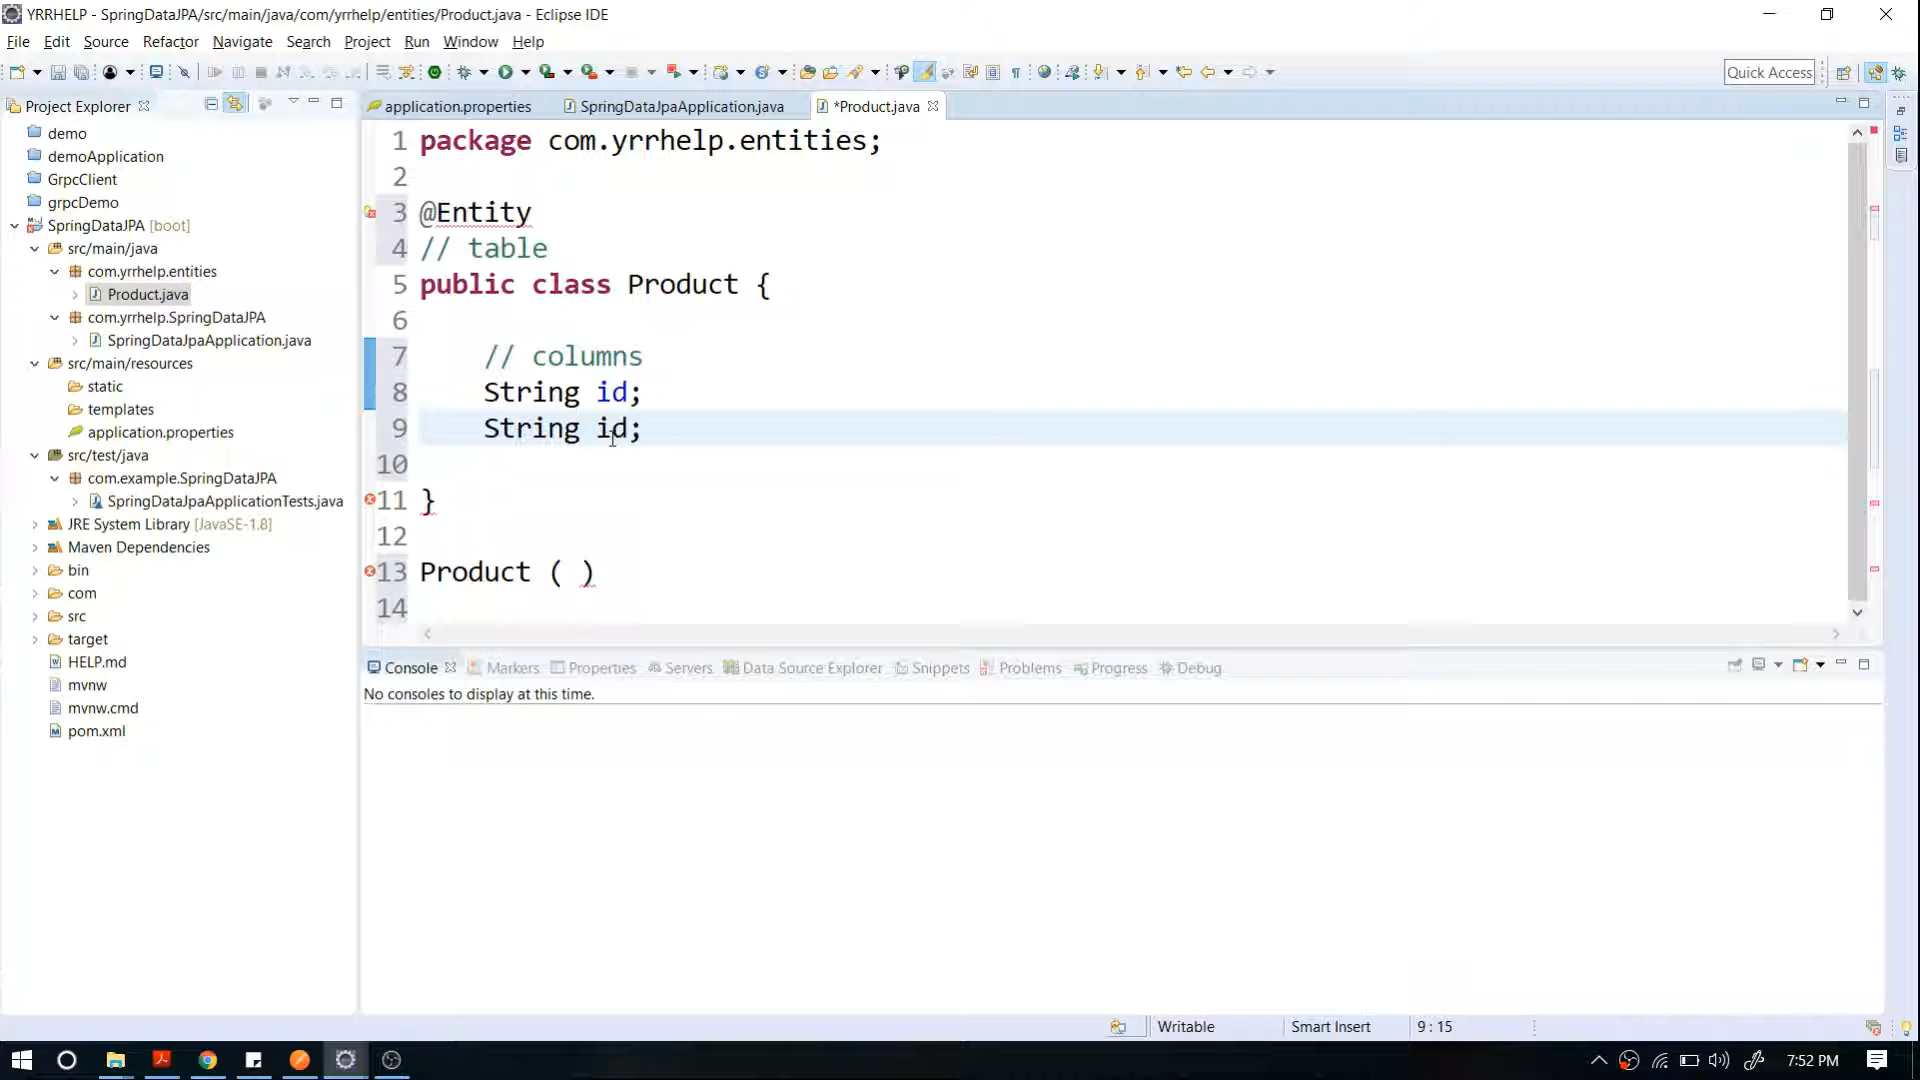 YRRHELP - SpringDataJPA/src/main/java/com/yrrhelp/entities/Product.java - Eclipse IDE
File Edit Source Refactor Navigate Search Project Run Window Help
Quick Access
Project Explorer
application.properties SpringDataJpaApplication.java *Product.java
demo
demoApplication
GrpcClient
grpcDemo
SpringDataJPA [boot]
src/main/java
com.yrrhelp.entities
Product.java
com.yrrhelp.SpringDataJPA
SpringDataJpaApplication.java
src/main/resources
static
templates
application.properties
src/test/java
com.example.SpringDataJPA
SpringDataJpaApplicationTests.java
JRE System Library [JavaSE-1.8]
Maven Dependencies
bin
com
src
target
HELP.md
mvnw
mvnw.cmd
pom.xml
1 package com.yrrhelp.entities;
2
3 @Entity
4 // table
5 public class Product {
6
7 // columns
8 String id;
9 String id;
10
11 }
12
13 Product ( )
14
Console Markers Properties Servers Data Source Explorer Snippets Problems Progress Debug
No consoles to display at this time.
Writable Smart Insert 9 : 15
7:52 PM